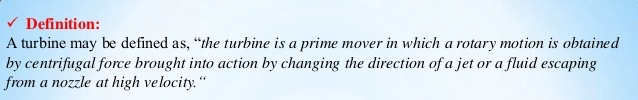 ✓ Definition:
A turbine may be defined as, “the turbine is a prime mover in which a rotary motion is obtained
by centrifugal force brought into action by changing the direction of a jet or a fluid escaping
from a nozzle at high velocity.“